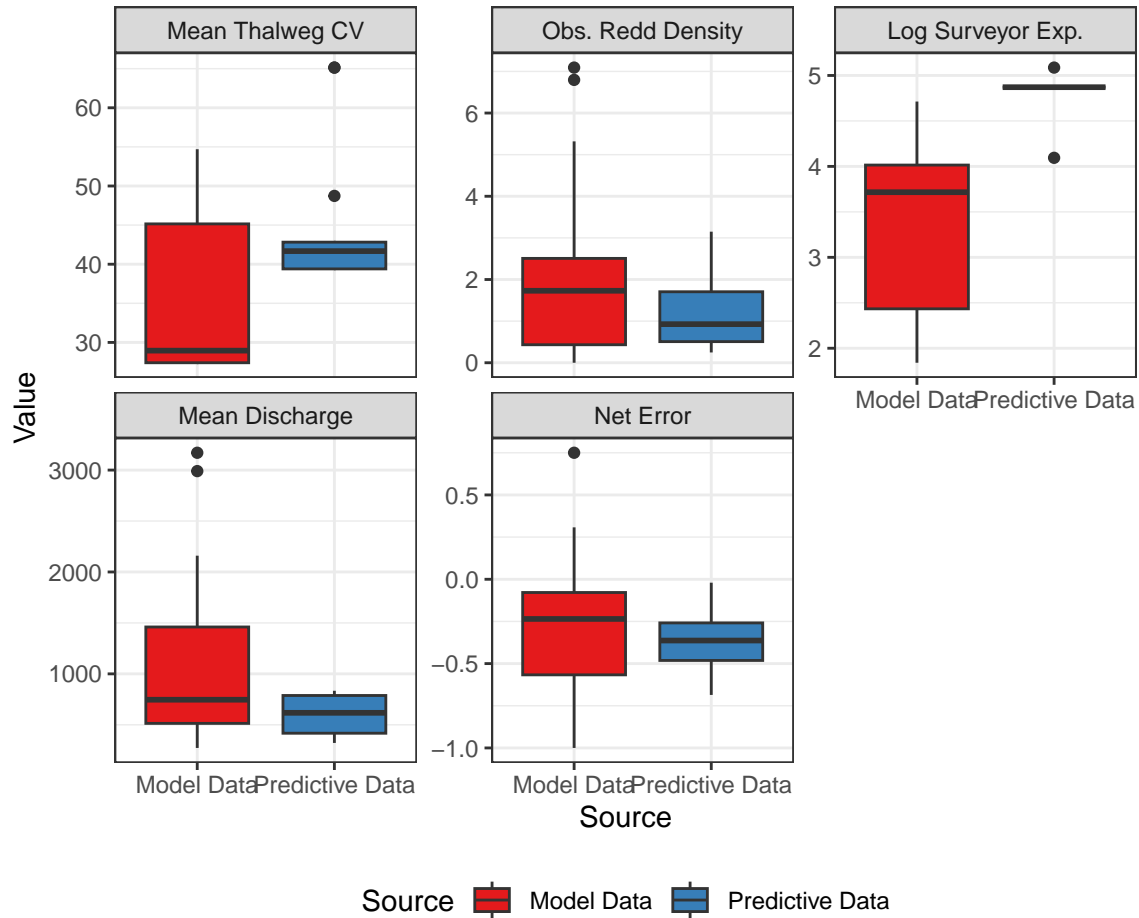 Mean Thalweg CV
Obs. Redd Density
Log Surveyor Exp.
60
50
40
30
6
4
2
0
5
4
3
2
Model Data
Predictive Data
Mean Discharge
Net Error
3000
2000
1000
0.5
0.0
−0.5
−1.0
Model Data
Predictive Data
Model Data
Predictive Data
Value
Source
Source
Model Data
Predictive Data